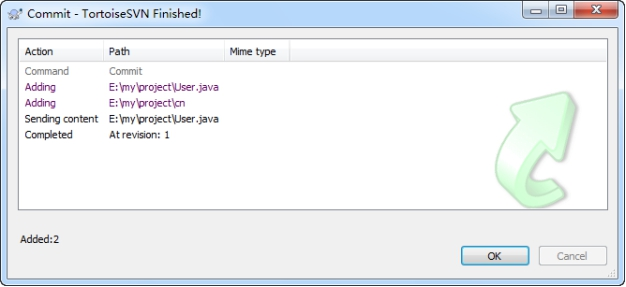 Commit - TortoiseSVN Finished!
Action Path Mime type
Command Commit
Adding E:\my\project\User.java
Adding E:\my\project\cn
Sending content E:\my\project\User.java
Completed At revision: 1
Added:2
OK Cancel